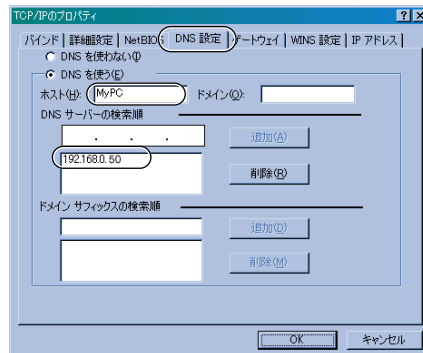 TCP/IPのプロパティ
バインド 詳細設定 NetBIOS DNS 設定 ゲートウェイ WINS 設定 IP アドレス
DNS を使わない(I)
DNS を使う(E)
ホスト(H): MyPC ドメイン(O):
DNS サーバーの検索順
. . . 追加(A)
192.168.0.50
削除(R)
ドメイン サフィックスの検索順
追加(D)
削除(M)
OK キャンセル